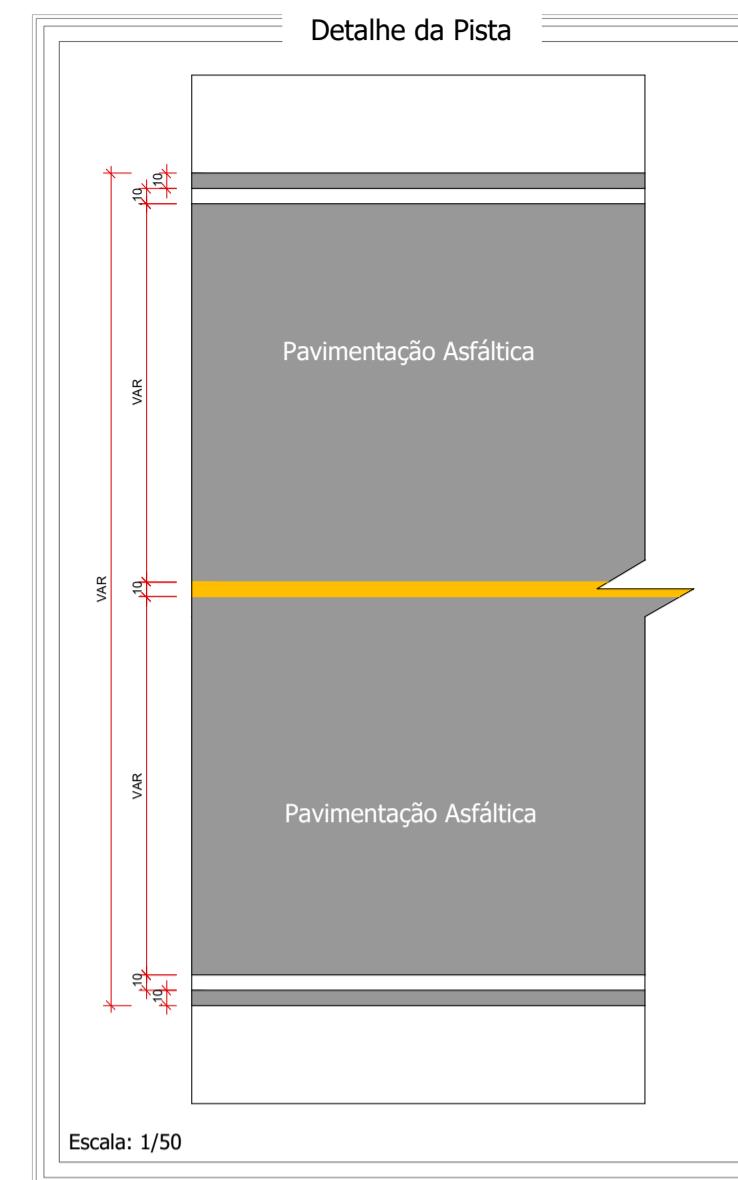 Detalhe da Pista
10
10
VAR
Pavimentação Asfáltica
VAR
10
VAR
Pavimentação Asfáltica
10
10
Escala: 1/50